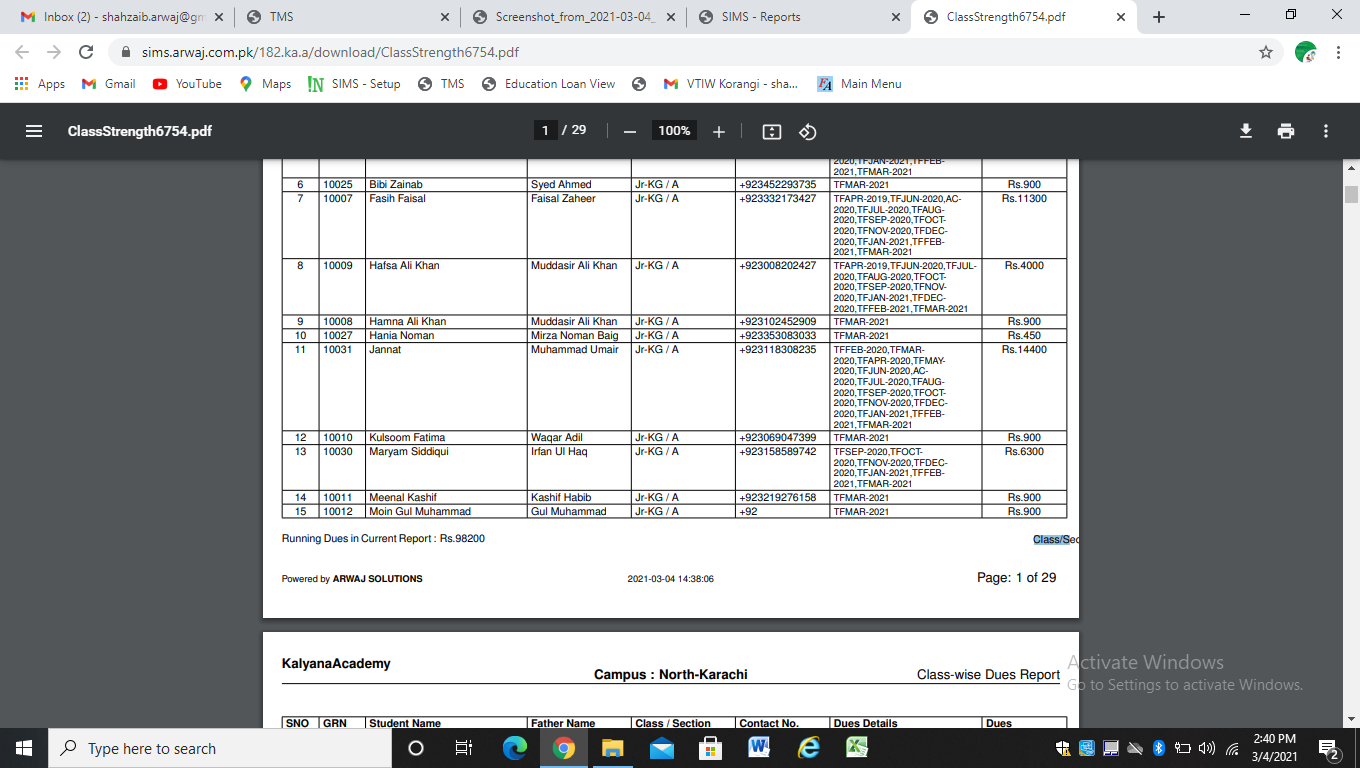 Inbox (2) - shahzaib.arwaj@gm
TMS
Screenshot_from_2021-03-04_
SIMS - Reports
ClassStrength6754.pdf
sims.arwaj.com.pk/182.ka.a/download/ClassStrength6754.pdf
Apps Gmail YouTube Maps SIMS - Setup TMS Education Loan View VTIW Korangi - sha... Main Menu
ClassStrength6754.pdf 1 / 29 100%
2020,TFJAN-2021,TFFEB-
2021,TFMAR-2021
6 10025 Bibi Zainab Syed Ahmed Jr-KG / A +923452293735 TFMAR-2021 Rs.900
7 10007 Fasih Faisal Faisal Zaheer Jr-KG / A +923332173427 TFAPR-2019,TFJUN-2020,AC- Rs.11300
2020,TFJUL-2020,TFAUG-
2020,TFSEP-2020,TFOCT-
2020,TFNOV-2020,TFDEC-
2020,TFJAN-2021,TFFEB-
2021,TFMAR-2021
8 10009 Hafsa Ali Khan Muddasir Ali Khan Jr-KG / A +923008202427 TFAPR-2019,TFJUN-2020,TFJUL- Rs.4000
2020,TFAUG-2020,TFOCT-
2020,TFSEP-2020,TFNOV-
2020,TFJAN-2021,TFDEC-
2020,TFFEB-2021,TFMAR-2021
9 10008 Hamna Ali Khan Muddasir Ali Khan Jr-KG / A +923102452909 TFMAR-2021 Rs.900
10 10027 Hania Noman Mirza Noman Baig Jr-KG / A +923353083033 TFMAR-2021 Rs.450
11 10031 Jannat Muhammad Umair Jr-KG / A +923118308235 TFFEB-2020,TFMAR- Rs.14400
2020,TFAPR-2020,TFMAY-
2020,TFJUN-2020,AC-
2020,TFJUL-2020,TFAUG-
2020,TFSEP-2020,TFOCT-
2020,TFNOV-2020,TFDEC-
2020,TFJAN-2021,TFFEB-
2021,TFMAR-2021
12 10010 Kulsoom Fatima Waqar Adil Jr-KG / A +923069047399 TFMAR-2021 Rs.900
13 10030 Maryam Siddiqui Irfan Ul Haq Jr-KG / A +923158589742 TFSEP-2020,TFOCT- Rs.6300
2020,TFNOV-2020,TFDEC-
2020,TFJAN-2021,TFFEB-
2021,TFMAR-2021
14 10011 Meenal Kashif Kashif Habib Jr-KG / A +923219276158 TFMAR-2021 Rs.900
15 10012 Moin Gul Muhammad Gul Muhammad Jr-KG / A +92 TFMAR-2021 Rs.900
Running Dues in Current Report : Rs.98200 Class/Sec
Powered by ARWAJ SOLUTIONS 2021-03-04 14:38:06 Page: 1 of 29
KalyanaAcademy
Campus : North-Karachi Class-wise Dues Report
SNO GRN Student Name Father Name Class / Section Contact No. Dues Details Dues
Activate Windows
Go to Settings to activate Windows.
Type here to search
2:40 PM
3/4/2021
2